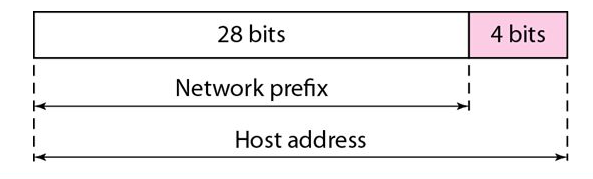 28 bits 4 bits
Network prefix
Host address